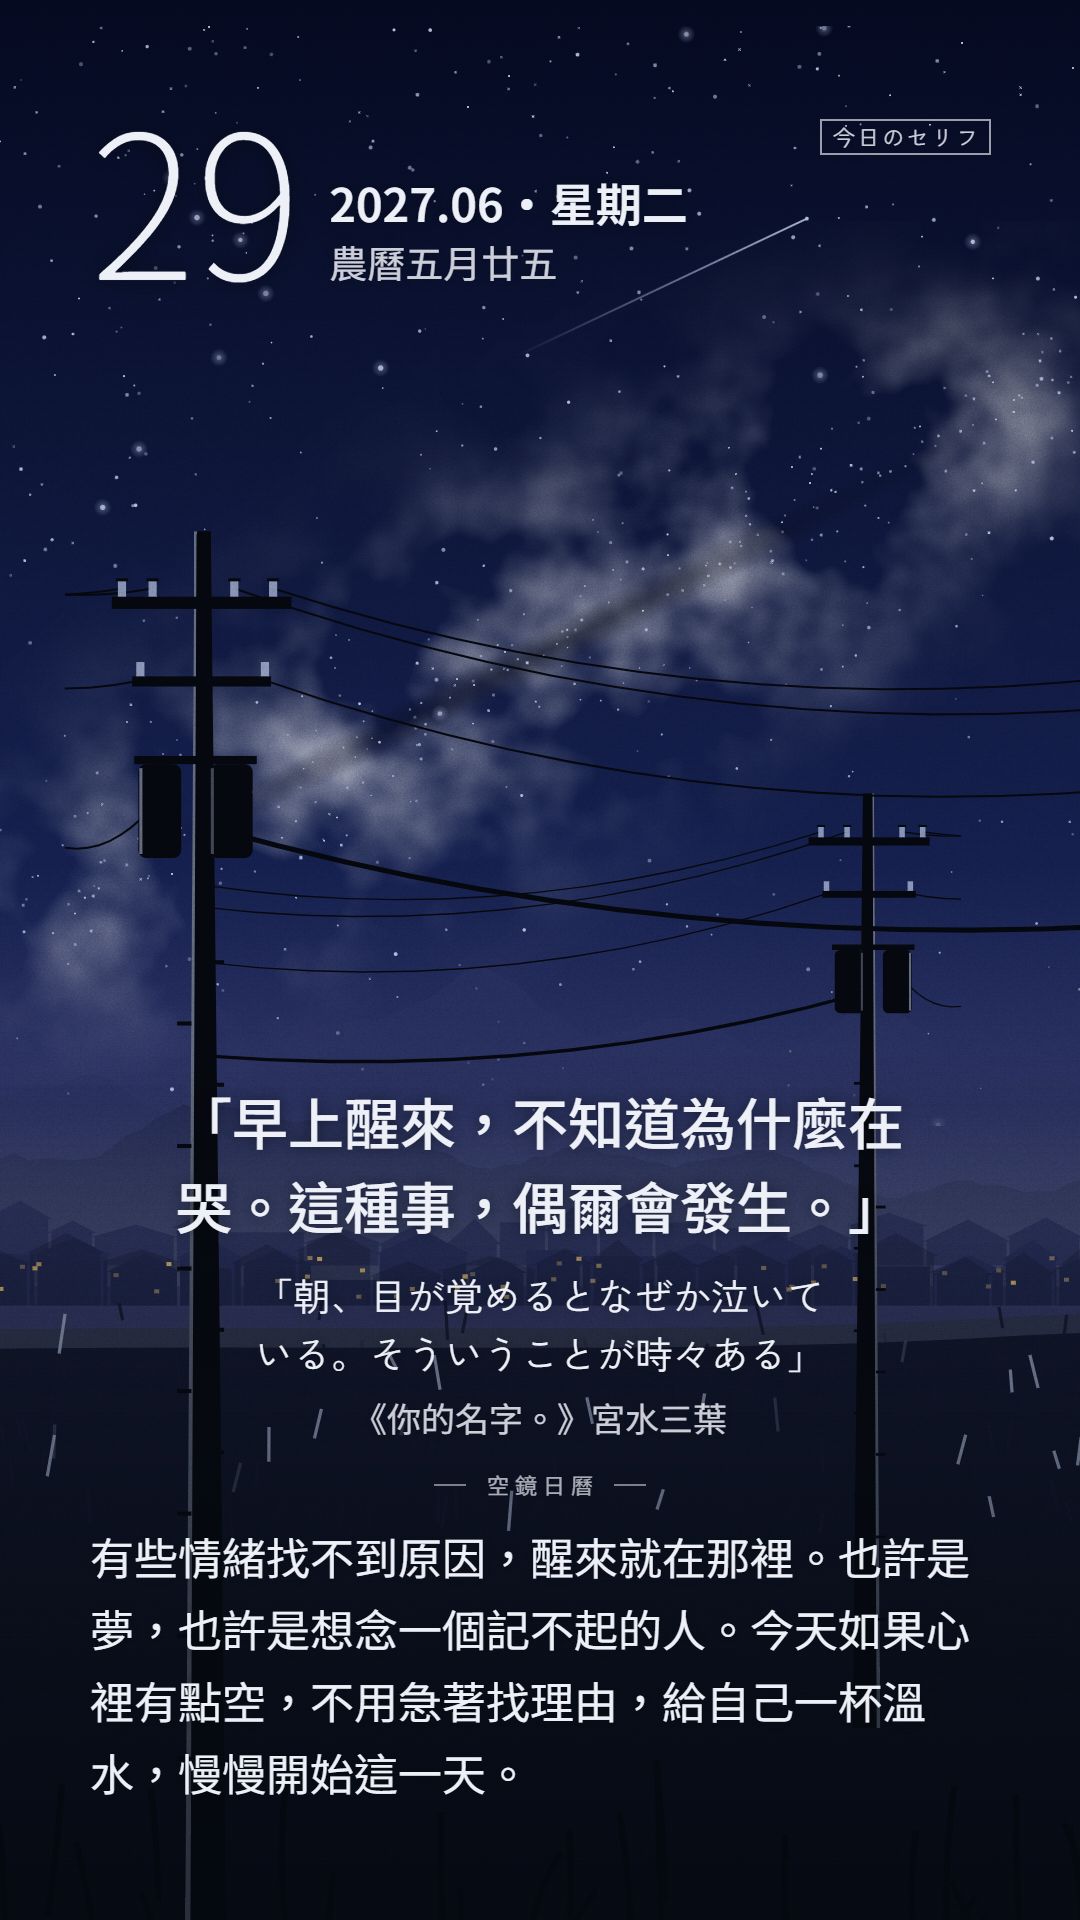 29
今日のセリフ
2027.06・星期二
農曆五月廿五
「早上醒來，不知道為什麼在
哭。這種事，偶爾會發生。」
「朝、目が覚めるとなぜか泣いて
いる。そういうことが時々ある」
《你的名字。》宮水三葉
— 空鏡日曆 —
有些情緒找不到原因，醒來就在那裡。也許是
夢，也許是想念一個記不起的人。今天如果心
裡有點空，不用急著找理由，給自己一杯溫
水，慢慢開始這一天。